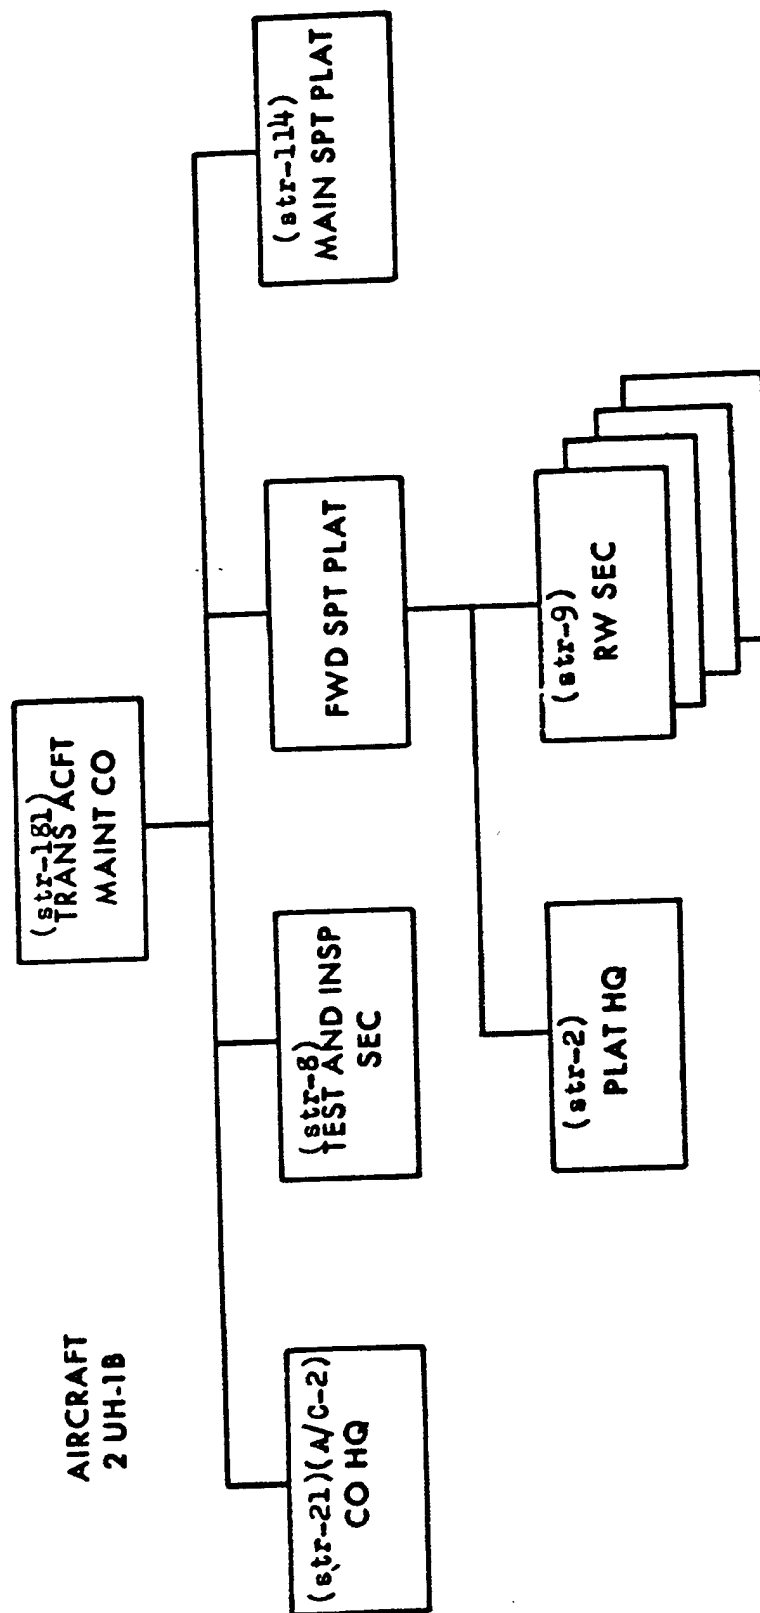 AIRCRAFT
2 UH-1B
(str-181)
TRANS ACFT
MAINT CO
(str-21)(A/C-2)
CO HQ
(str-8)
TEST AND INSP
SEC
FWD SPT PLAT
(str-114)
MAIN SPT PLAT
(str-2)
PLAT HQ
(str-9)
RW SEC